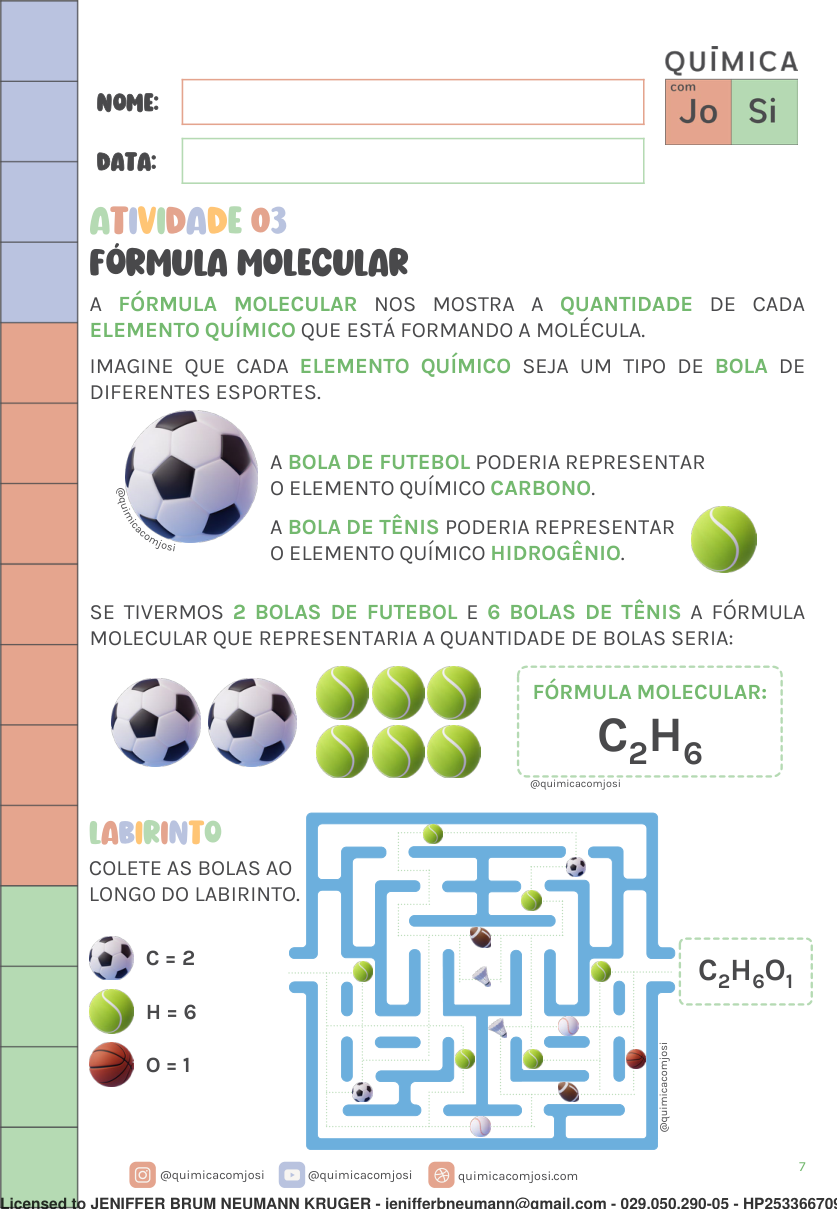 QUĪMICA
com
Jo Si
NOME:
DATA:
ATIVIDADE 03
FÓRMULA MOLECULAR
A FÓRMULA MOLECULAR NOS MOSTRA A QUANTIDADE DE CADA
ELEMENTO QUÍMICO QUE ESTÁ FORMANDO A MOLÉCULA.
IMAGINE QUE CADA ELEMENTO QUÍMICO SEJA UM TIPO DE BOLA DE
DIFERENTES ESPORTES.
@quimicacomjosi
A BOLA DE FUTEBOL PODERIA REPRESENTAR
O ELEMENTO QUÍMICO CARBONO.
A BOLA DE TÊNIS PODERIA REPRESENTAR
O ELEMENTO QUÍMICO HIDROGÊNIO.
SE TIVERMOS 2 BOLAS DE FUTEBOL E 6 BOLAS DE TÊNIS A FÓRMULA
MOLECULAR QUE REPRESENTARIA A QUANTIDADE DE BOLAS SERIA:
FÓRMULA MOLECULAR:
C₂H₆
@quimicacomjosi
LABIRINTO
COLETE AS BOLAS AO
LONGO DO LABIRINTO.
C = 2
H = 6
O = 1
C₂H₆O₁
@quimicacomjosi
@quimicacomjosi @quimicacomjosi quimicacomjosi.com
7
Licensed to JENIFFER BRUM NEUMANN KRUGER - jenifferbneumann@gmail.com - 029.050.290-05 - HP253366709